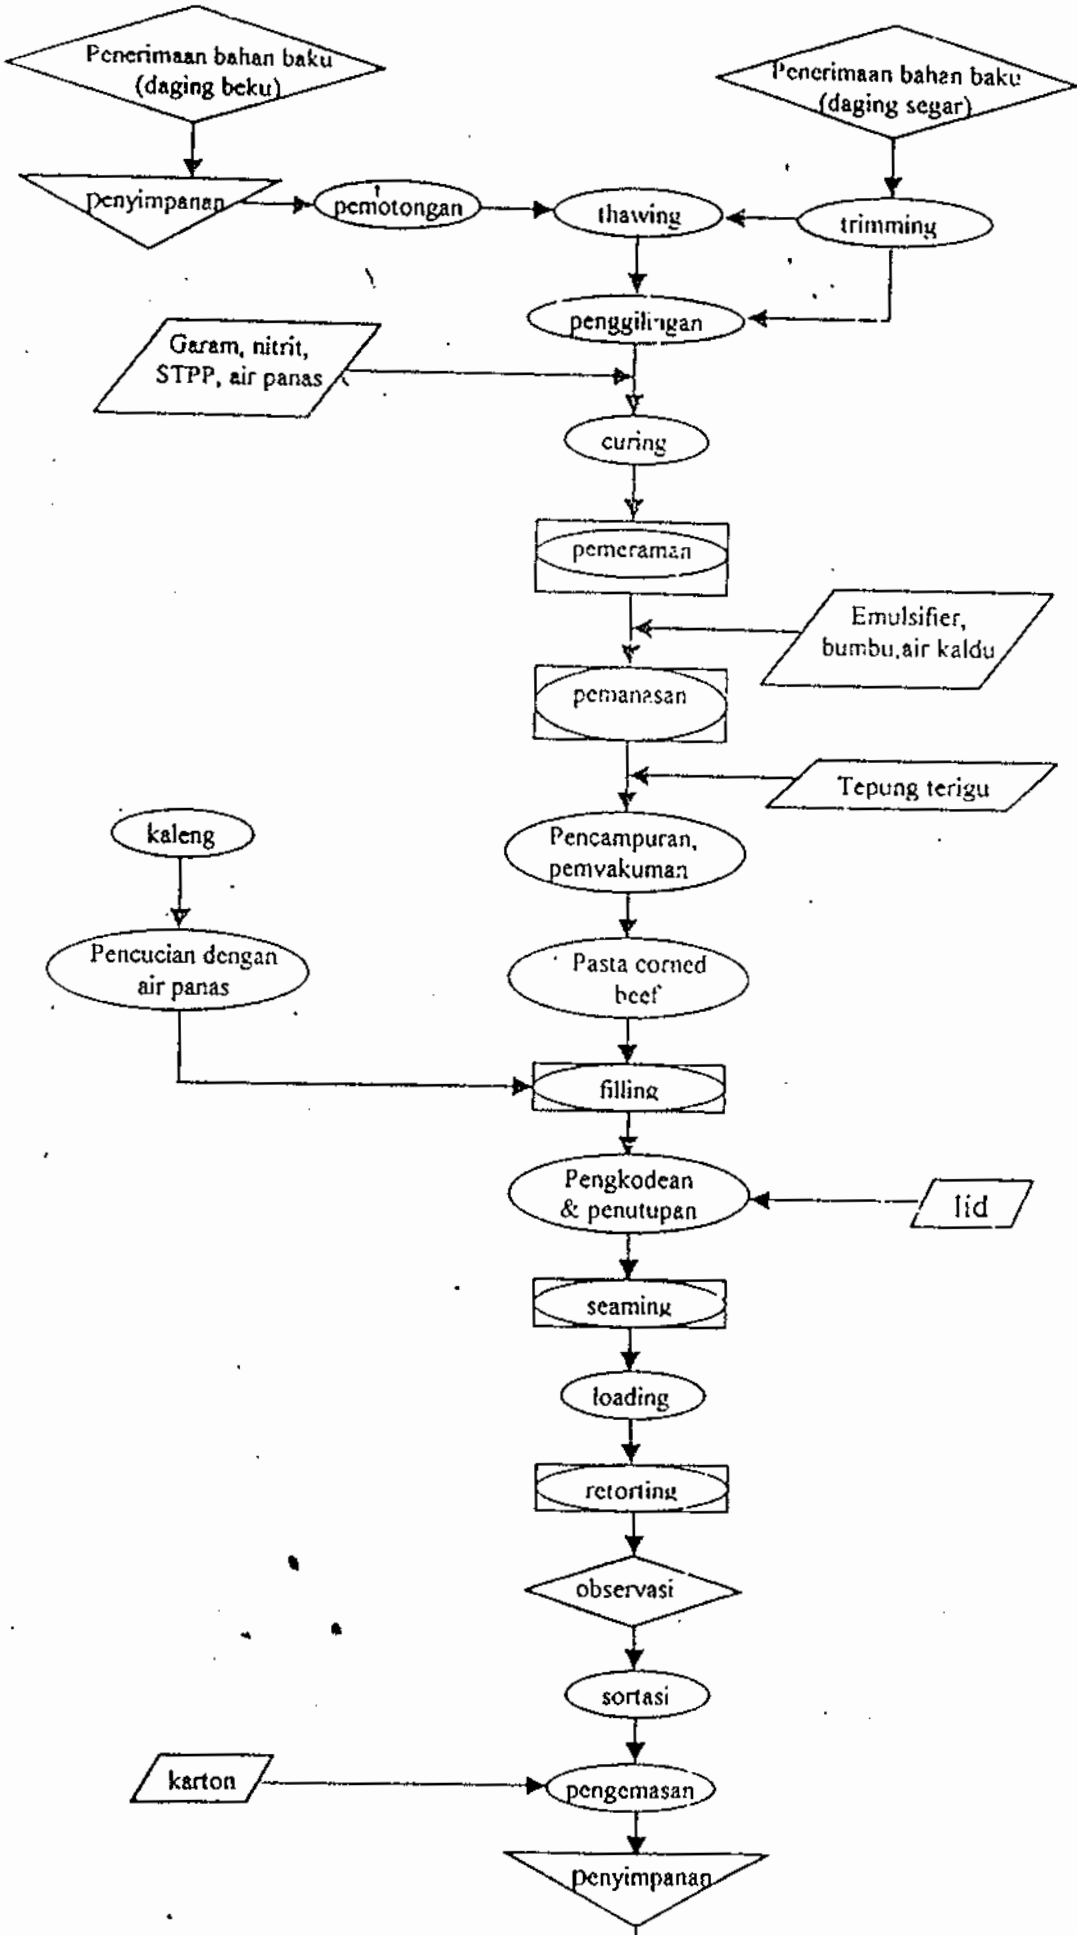 Penerimaan bahan baku
(daging beku)
Penerimaan bahan baku
(daging segar)
penyimpanan
pemotongan
thawing
trimming
penggilingan
Garam, nitrit,
STPP, air panas
curing
pemeraman
Emulsifier,
bumbu,air kaldu
pemanasan
Tepung terigu
kaleng
Pencampuran,
pemvakuman
Pencucian dengan
air panas
Pasta corned
beef
filling
Pengkodean
& penutupan
lid
seaming
loading
retorting
observasi
sortasi
karton
pengemasan
penyimpanan